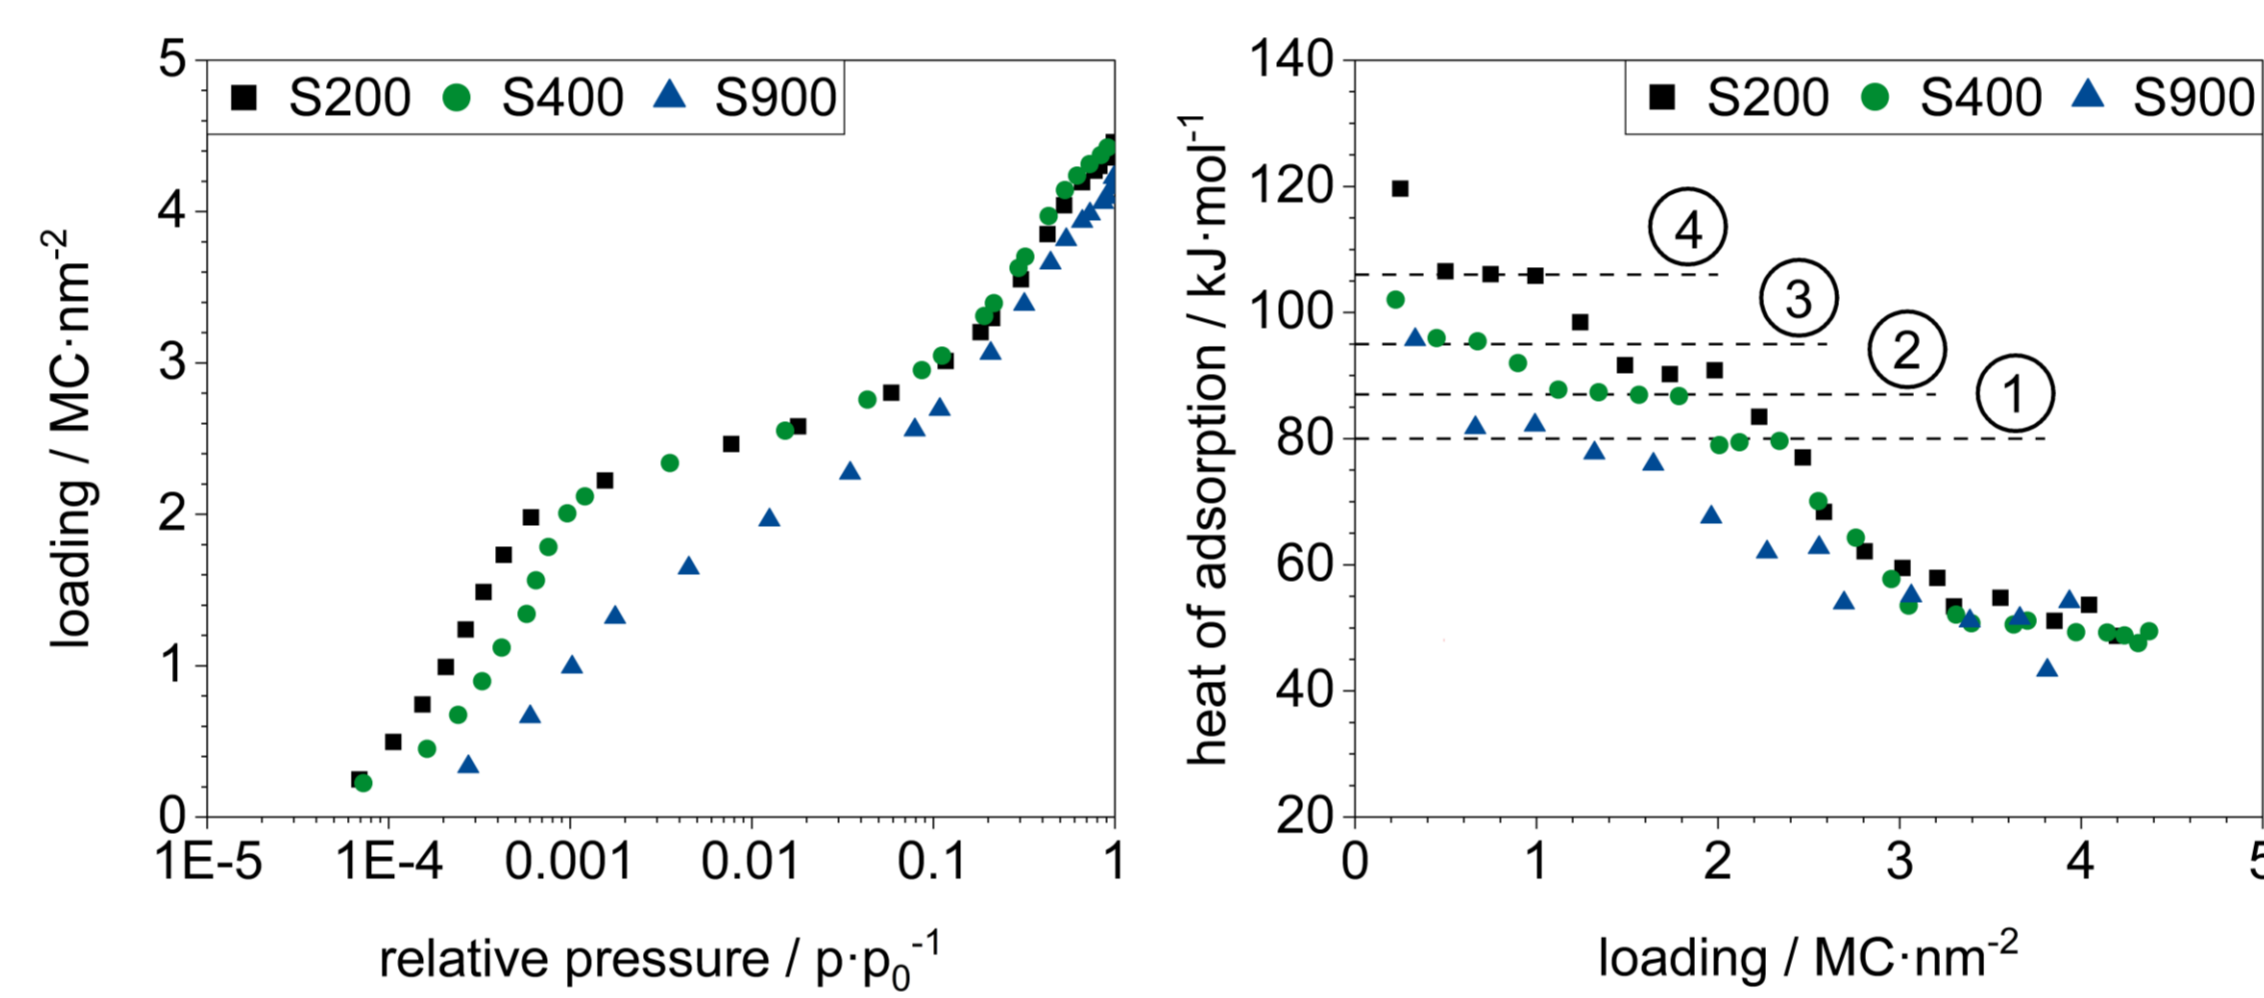 5
4
3
2
1
0
loading / MC·nm⁻²
S200 S400 S900
1E-5 1E-4 0.001 0.01 0.1 1
relative pressure / p·p₀⁻¹
140
120
100
80
60
40
20
heat of adsorption / kJ·mol⁻¹
S200 S400 S900
4
3
2
1
0 1 2 3 4 5
loading / MC·nm⁻²